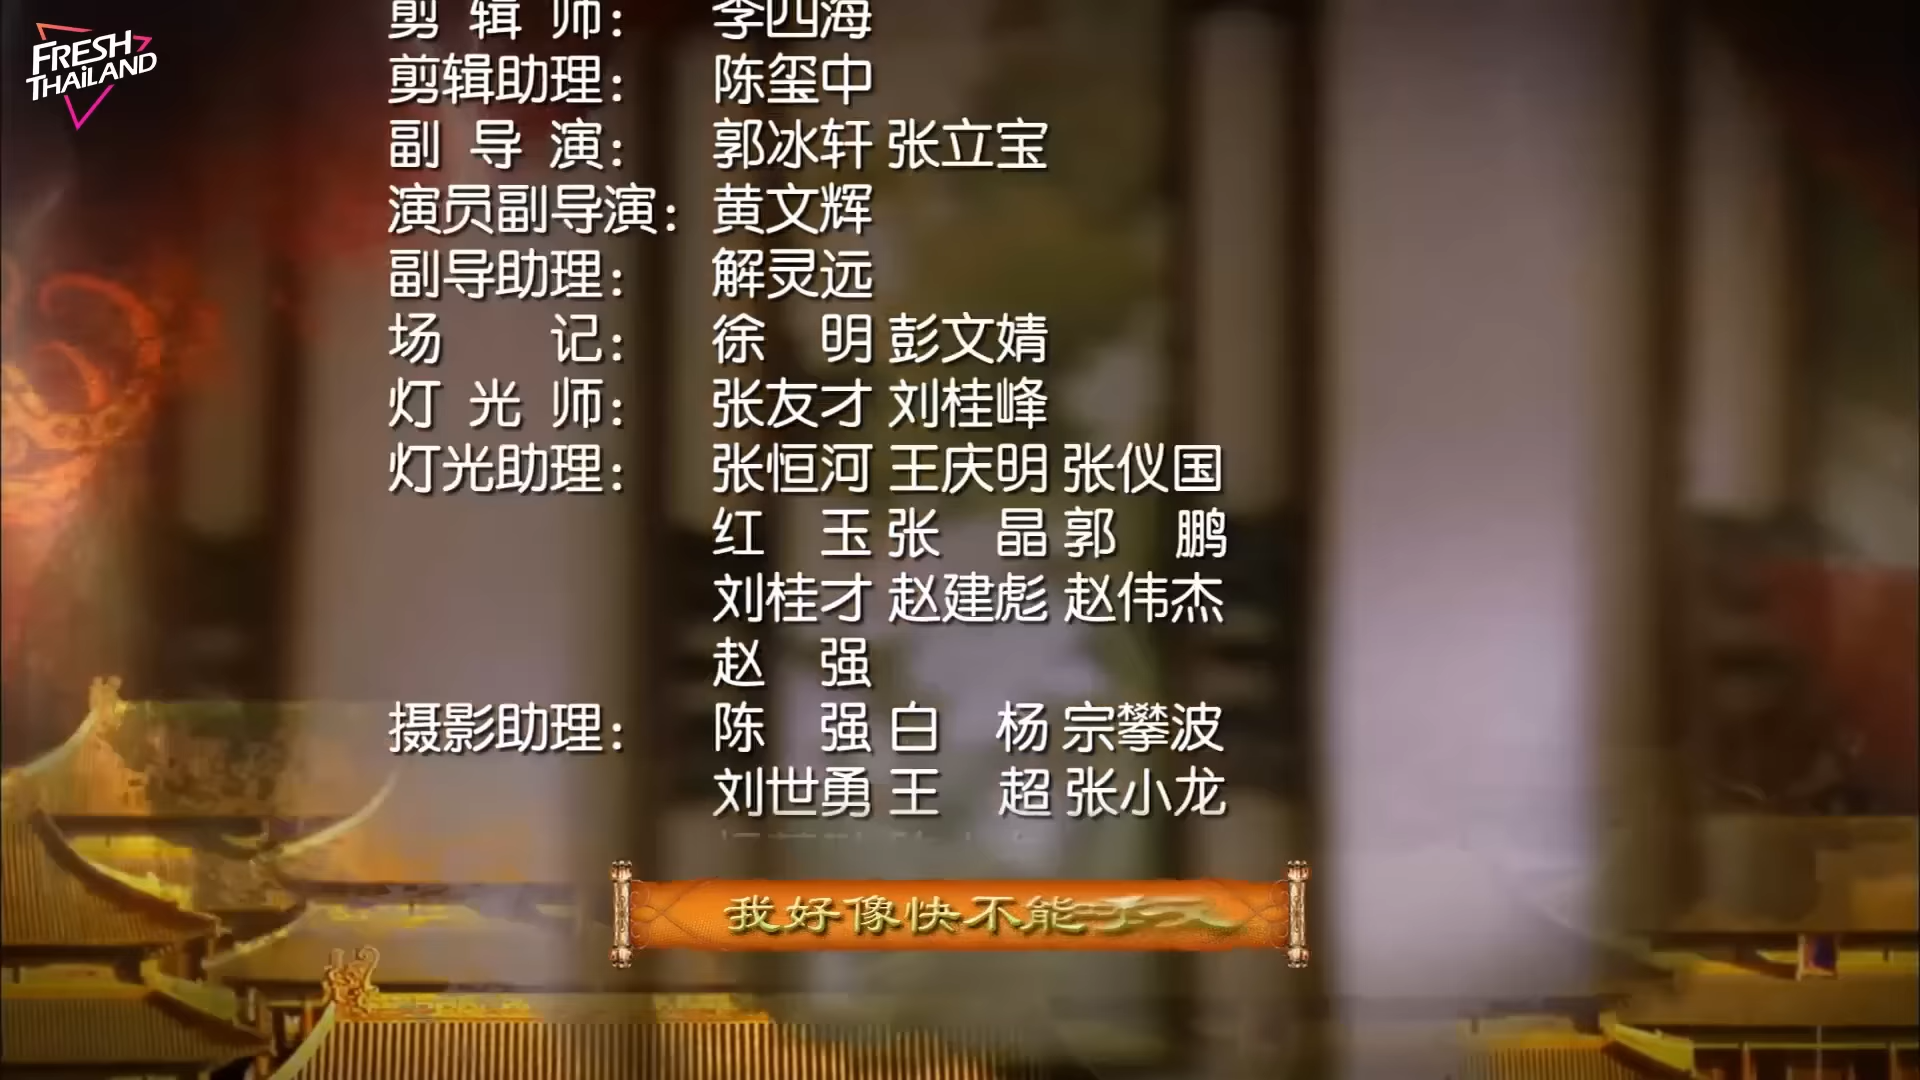 FRESH
THAILAND
剪 辑 师： 李四海
剪辑助理： 陈玺中
副 导 演： 郭冰轩 张立宝
演员副导演： 黄文辉
副导助理： 解灵远
场 记： 徐 明 彭文婧
灯 光 师： 张友才 刘桂峰
灯光助理： 张恒河 王庆明 张仪国
红 玉 张 晶 郭 鹏
刘桂才 赵建彪 赵伟杰
赵 强
摄影助理： 陈 强 白 杨 宗攀波
刘世勇 王 超 张小龙
我好像快不能